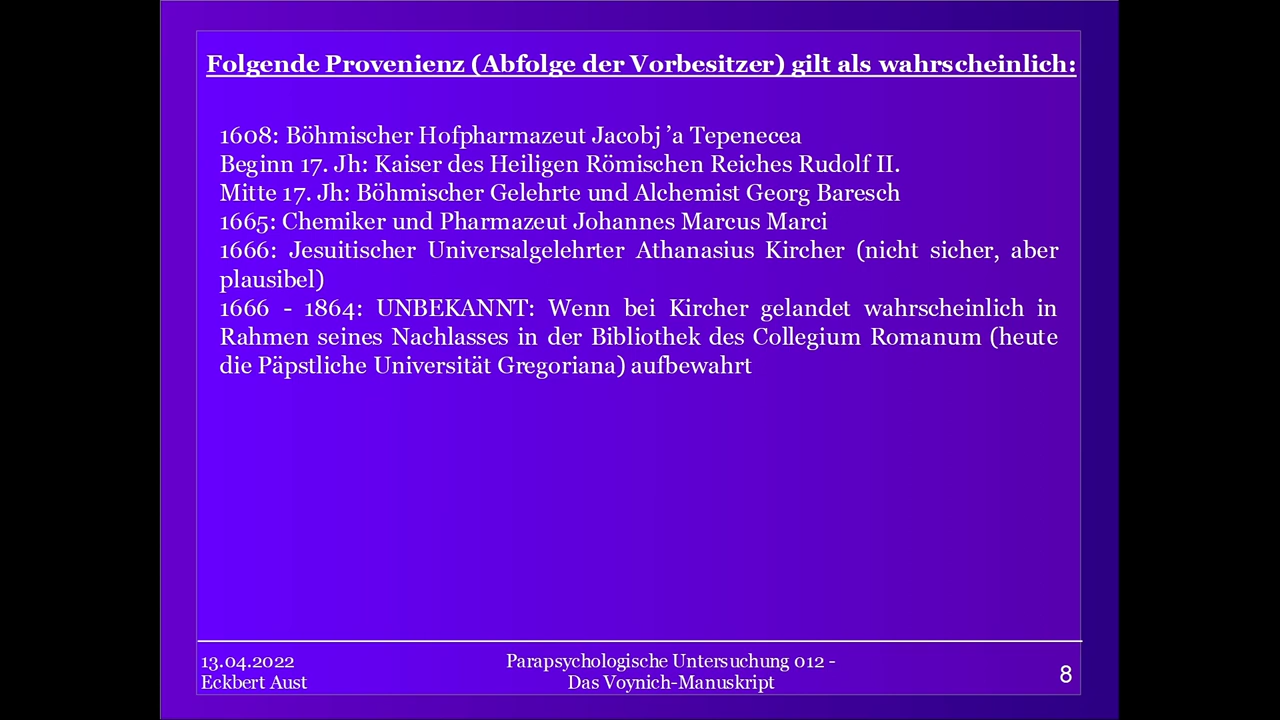 Folgende Provenienz (Abfolge der Vorbesitzer) gilt als wahrscheinlich:
1608: Böhmischer Hofpharmazeut Jacobj ’a Tepenecea
Beginn 17. Jh: Kaiser des Heiligen Römischen Reiches Rudolf II.
Mitte 17. Jh: Böhmischer Gelehrte und Alchemist Georg Baresch
1665: Chemiker und Pharmazeut Johannes Marcus Marci
1666: Jesuitischer Universalgelehrter Athanasius Kircher (nicht sicher, aber
plausibel)
1666 - 1864: UNBEKANNT: Wenn bei Kircher gelandet wahrscheinlich in
Rahmen seines Nachlasses in der Bibliothek des Collegium Romanum (heute
die Päpstliche Universität Gregoriana) aufbewahrt
13.04.2022
Eckbert Aust
Parapsychologische Untersuchung 012 -
Das Voynich-Manuskript
8